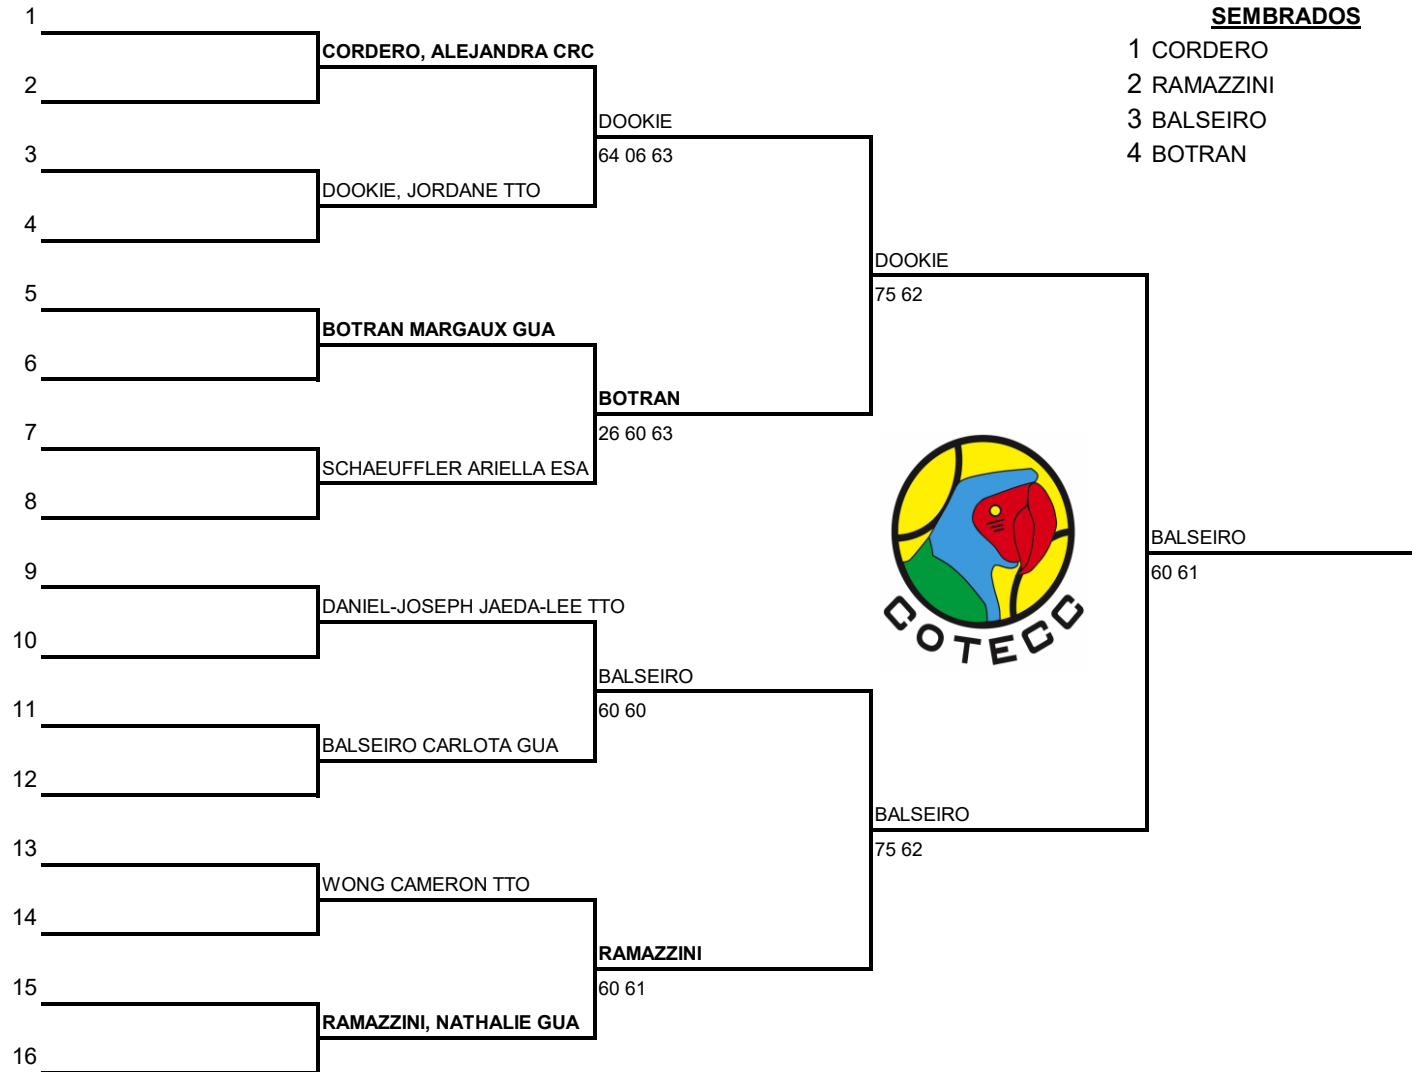 1
SEMBRADOS
CORDERO, ALEJANDRA CRC
1 CORDERO
2
2 RAMAZZINI
DOOKIE
3 BALSEIRO
3
64 06 63
4 BOTRAN
DOOKIE, JORDANE TTO
4
DOOKIE
5
75 62
BOTRAN MARGAUX GUA
6
BOTRAN
7
26 60 63
SCHAEUFFLER ARIELLA ESA
8
BALSEIRO
9
60 61
DANIEL-JOSEPH JAEDA-LEE TTO
10
COTECC
BALSEIRO
11
60 60
BALSEIRO CARLOTA GUA
12
BALSEIRO
13
75 62
WONG CAMERON TTO
14
RAMAZZINI
15
60 61
RAMAZZINI, NATHALIE GUA
16